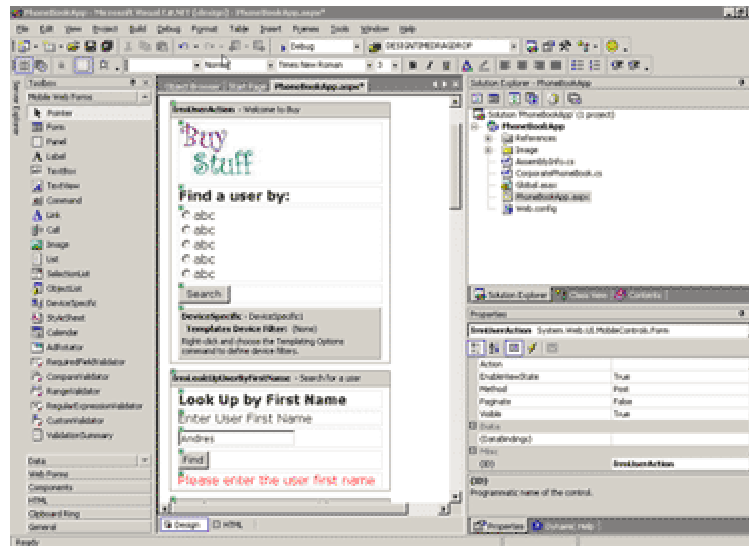 PhoneBookApp - Microsoft Visual C#.NET [design] - PhoneBookApp.aspx*
File Edit View Project Build Debug Format Table Insert Frames Tools Window Help
Debug DESIGNTIMEDRAGDROP
Normal Times New Roman 3 B I U
Server Explorer
Toolbox
Mobile Web Forms
Pointer
Form
Panel
Label
TextBox
TextView
Command
Link
Call
Image
List
SelectionList
ObjectList
DeviceSpecific
StyleSheet
Calendar
AdRotator
RequiredFieldValidator
CompareValidator
RangeValidator
RegularExpressionValidator
CustomValidator
ValidationSummary
Data
Web Forms
Components
HTML
Clipboard Ring
General
Object Browser Start Page PhoneBookApp.aspx*
frmUserAction - Welcome to Buy
Buy
Stuff
Find a user by:
abc
abc
abc
abc
abc
Search
DeviceSpecific - DeviceSpecific1
Templates Device Filter: (None)
Right-click and choose the Templating Options
command to define device filters.
frmLookUpUserByFirstName - Search for a user
Look Up by First Name
Enter User First Name
Andres
Find
Please enter the user first name
Design HTML
Solution Explorer - PhoneBookApp
Solution 'PhoneBookApp' (1 project)
PhoneBookApp
References
Image
AssemblyInfo.cs
CorporatePhoneBook.cs
Global.asax
PhoneBookApp.aspx
Web.config
Solution Explorer Class View Contents
Properties
frmUserAction System.Web.UI.MobileControls.Form
Action
EnableViewState True
Method Post
Paginate False
Visible True
Data
(DataBindings)
Misc
(ID) frmUserAction
(ID)
Programmatic name of the control.
Properties Dynamic Help
Ready